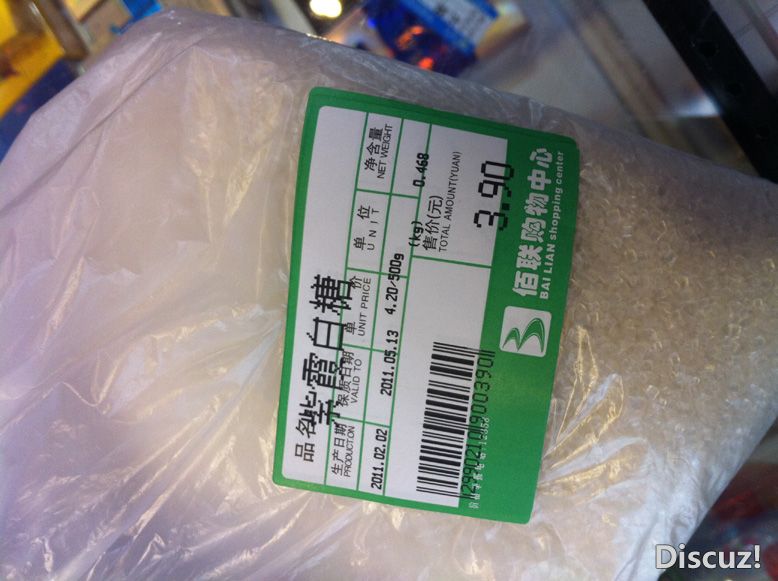 品名
紫霞白糖
生产日期
PRODUCTION
保质日期
VALID TO
单 价
UNIT PRICE
单 位
UNIT
净含量
NET WEIGHT
2011.02.02
2011.05.13
4.20/500g
(kg)
0.468
售价(元)
TOTAL AMOUNT(YUAN)
3.90
佰联购物中心
BAI LIAN shopping center
Discuz!